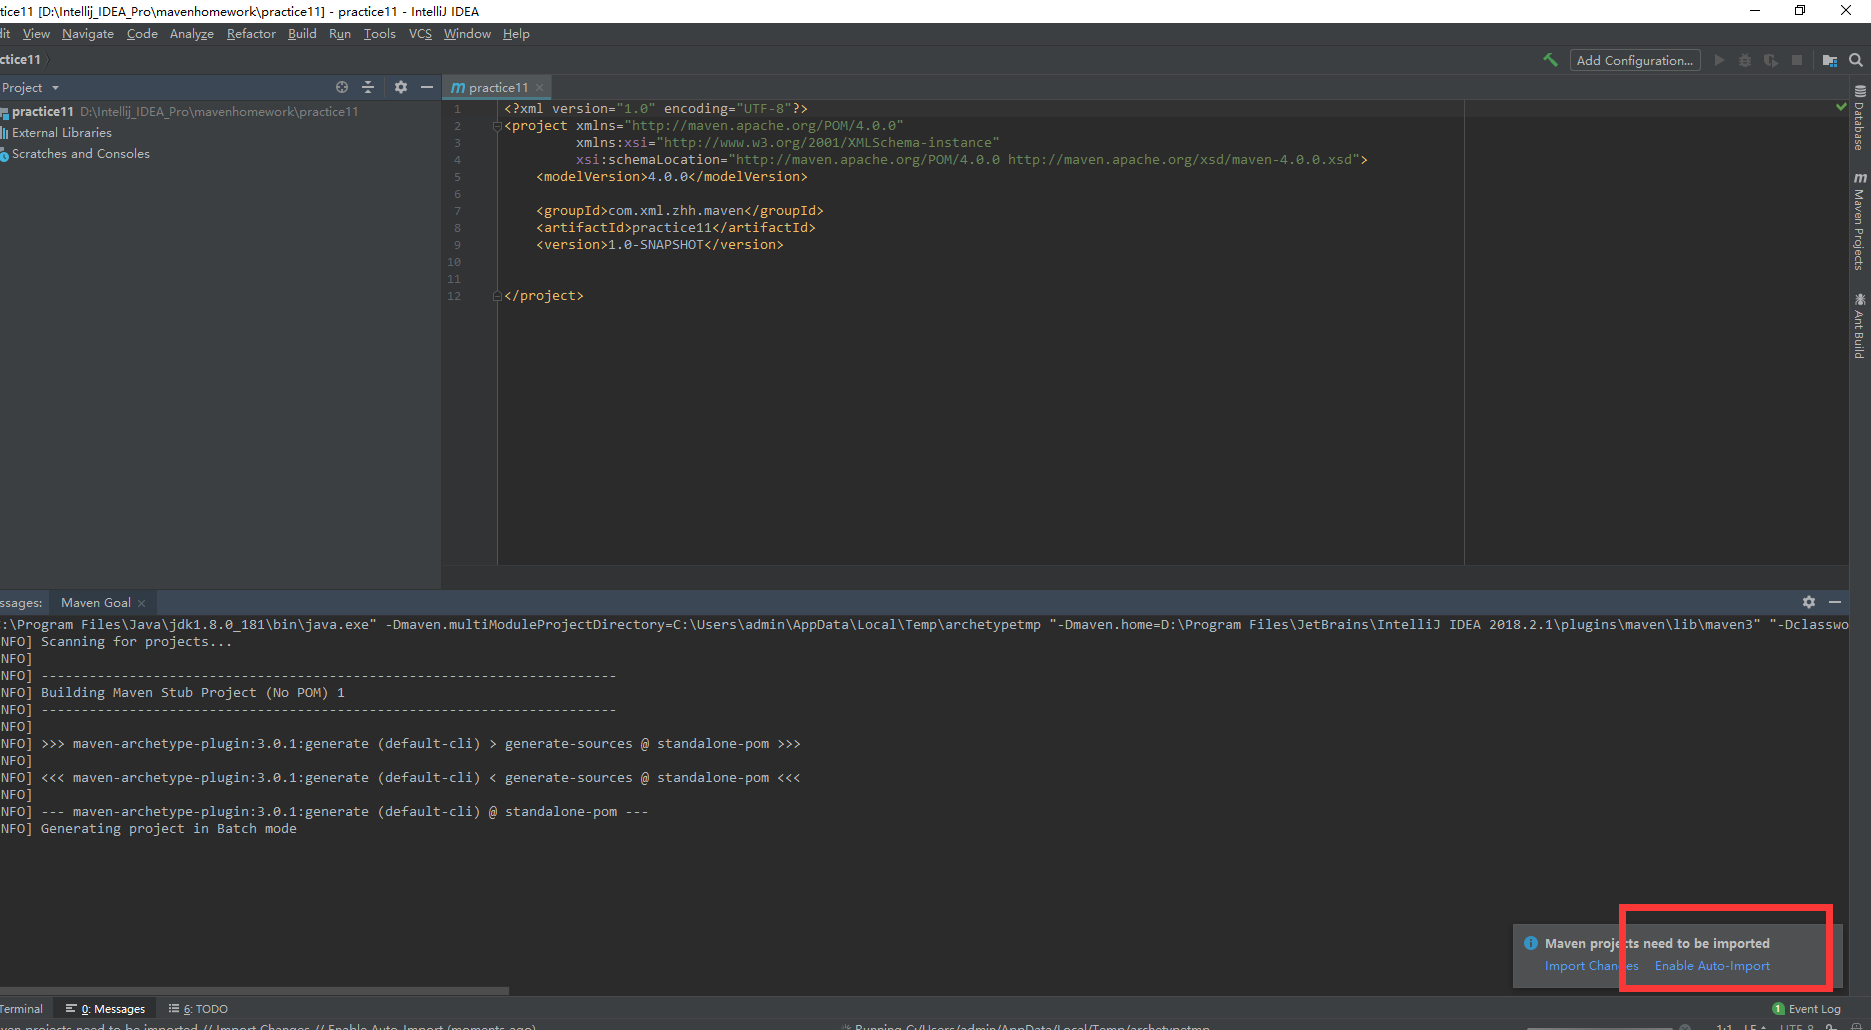 tice11 [D:\Intellij_IDEA_Pro\mavenhomework\practice11] - practice11 - IntelliJ IDEA
dit View Navigate Code Analyze Refactor Build Run Tools VCS Window Help
ctice11
Add Configuration...
Project
practice11
practice11 D:\Intellij_IDEA_Pro\mavenhomework\practice11
External Libraries
Scratches and Consoles
1 <?xml version="1.0" encoding="UTF-8"?>
2 <project xmlns="http://maven.apache.org/POM/4.0.0"
3 xmlns:xsi="http://www.w3.org/2001/XMLSchema-instance"
4 xsi:schemaLocation="http://maven.apache.org/POM/4.0.0 http://maven.apache.org/xsd/maven-4.0.0.xsd">
5 <modelVersion>4.0.0</modelVersion>
6
7 <groupId>com.xml.zhh.maven</groupId>
8 <artifactId>practice11</artifactId>
9 <version>1.0-SNAPSHOT</version>
10
11
12 </project>
Database
Maven Projects
Ant Build
ssages: Maven Goal
:\Program Files\Java\jdk1.8.0_181\bin\java.exe" -Dmaven.multiModuleProjectDirectory=C:\Users\admin\AppData\Local\Temp\archetypetmp "-Dmaven.home=D:\Program Files\JetBrains\IntelliJ IDEA 2018.2.1\plugins\maven\lib\maven3" "-Dclasswo
NFO] Scanning for projects...
NFO]
NFO] ------------------------------------------------------------------------
NFO] Building Maven Stub Project (No POM) 1
NFO] ------------------------------------------------------------------------
NFO]
NFO] >>> maven-archetype-plugin:3.0.1:generate (default-cli) > generate-sources @ standalone-pom >>>
NFO]
NFO] <<< maven-archetype-plugin:3.0.1:generate (default-cli) < generate-sources @ standalone-pom <<<
NFO]
NFO] --- maven-archetype-plugin:3.0.1:generate (default-cli) @ standalone-pom ---
NFO] Generating project in Batch mode
Maven projects need to be imported
Import Changes Enable Auto-Import
Terminal 0: Messages 6: TODO
1 Event Log
ven projects need to be imported // Import Changes // Enable Auto-Import (moments ago)
Running C:/Users/admin/AppData/Local/Temp/archetypetmp
1:1 LF UTF-8